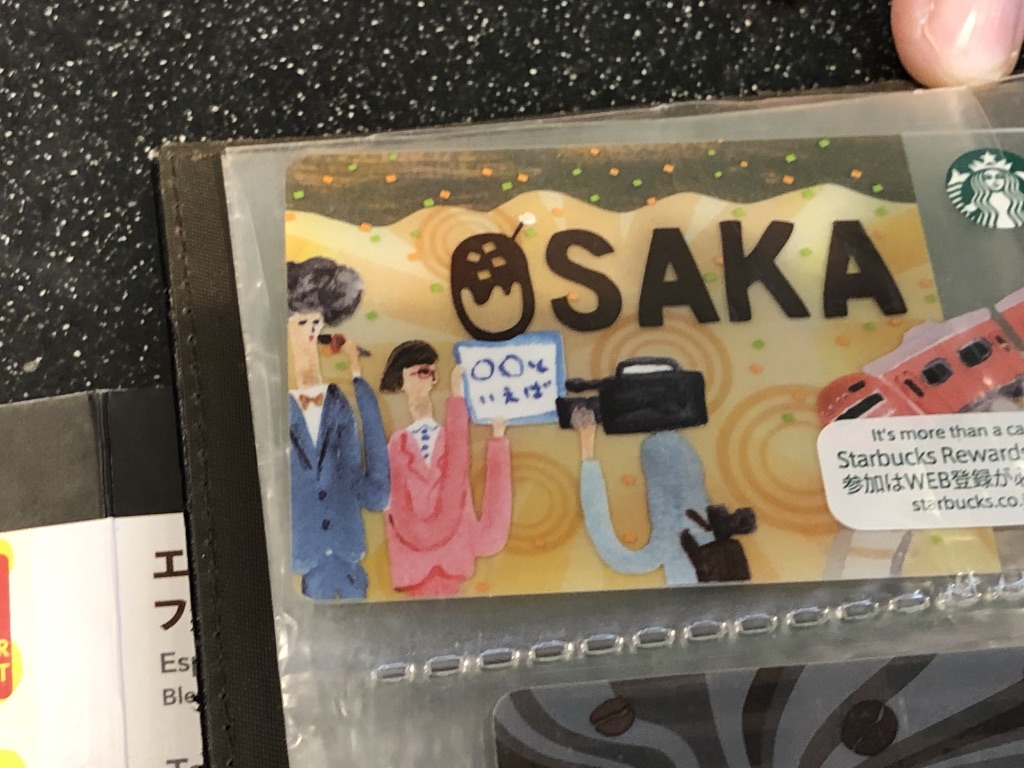 OSAKA
〇〇と
いえば
It's more than a ca
Starbucks Rewards
参加はWEB登録が
starbucks.co.
エ
フ
Esp
Ble
R
T